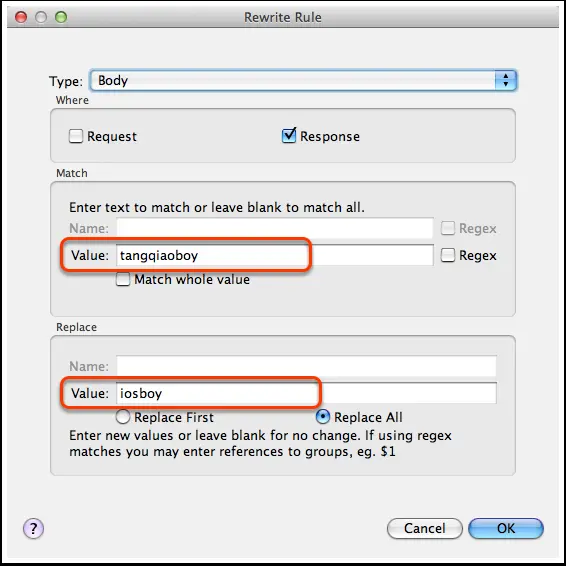 Rewrite Rule
Type: Body
Where
Request Response
Match
Enter text to match or leave blank to match all.
Name: Regex
Value: tangqiaoboy Regex
Match whole value
Replace
Name:
Value: iosboy
Replace First Replace All
Enter new values or leave blank for no change. If using regex
matches you may enter references to groups, eg. $1
? Cancel OK